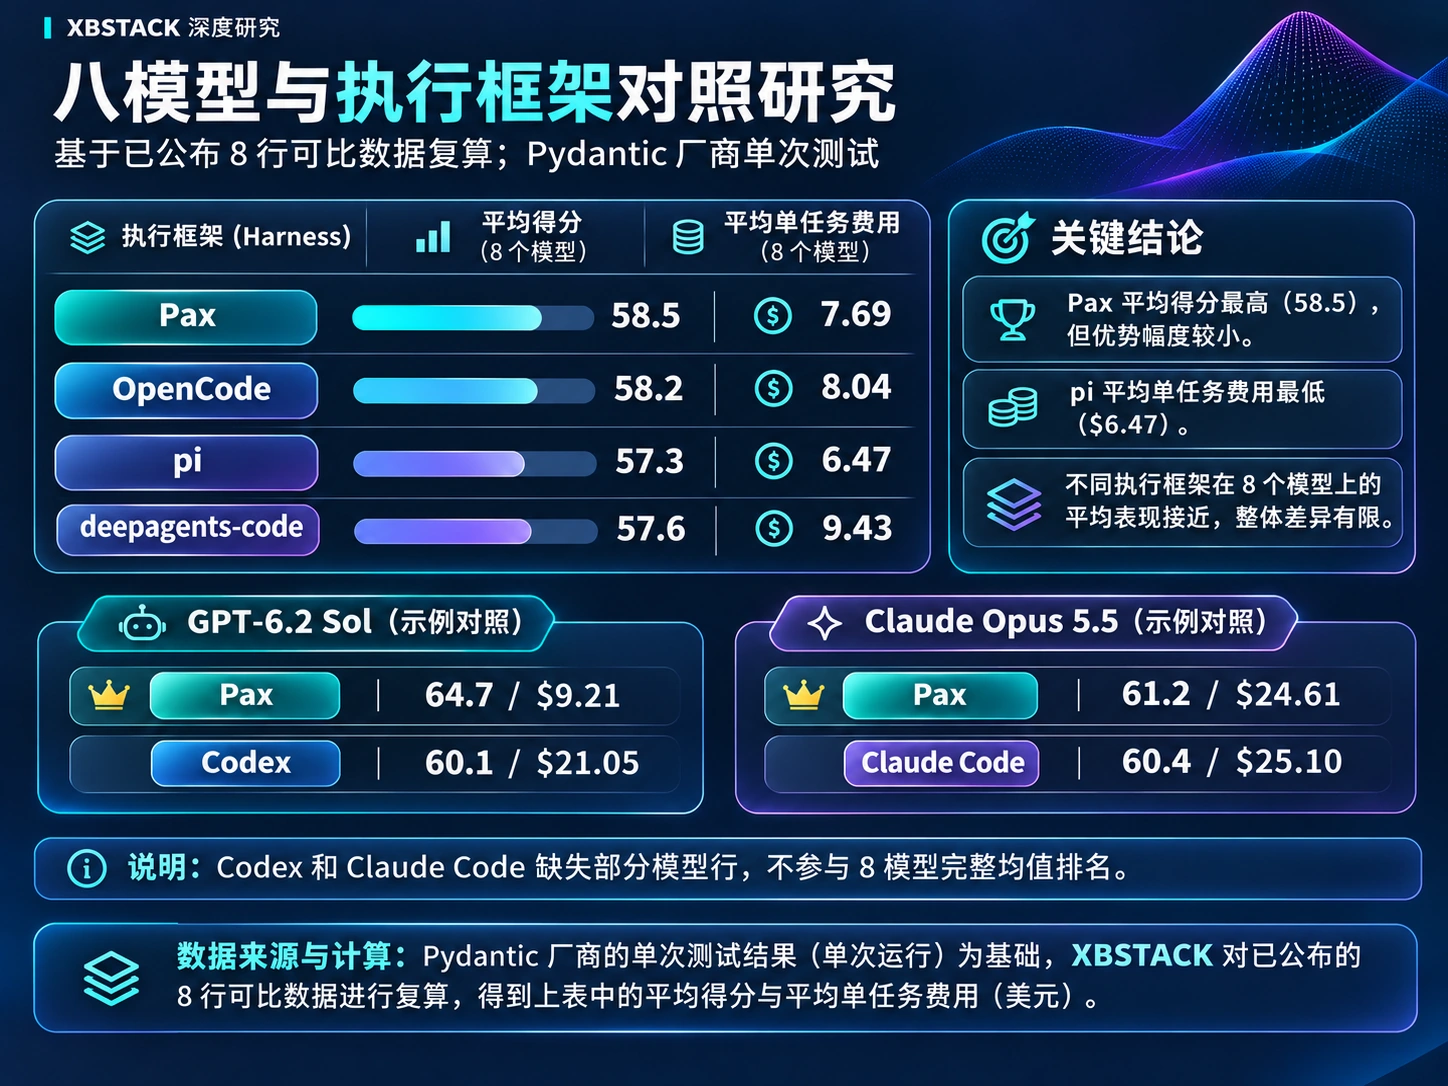 XBSTACK 深度研究
八模型与执行框架对照研究
基于已公布 8 行可比数据复算；Pydantic 厂商单次测试
执行框架 (Harness)
平均得分
（8 个模型）
平均单任务费用
（8 个模型）
Pax 58.5 $ 7.69
OpenCode 58.2 $ 8.04
pi 57.3 $ 6.47
deepagents-code 57.6 $ 9.43
关键结论
Pax 平均得分最高（58.5），
但优势幅度较小。
pi 平均单任务费用最低
（$6.47）。
不同执行框架在 8 个模型上的
平均表现接近，整体差异有限。
GPT-6.2 Sol（示例对照）
Pax | 64.7 / $9.21
Codex | 60.1 / $21.05
Claude Opus 5.5（示例对照）
Pax | 61.2 / $24.61
Claude Code | 60.4 / $25.10
说明：Codex 和 Claude Code 缺失部分模型行，不参与 8 模型完整均值排名。
数据来源与计算：Pydantic 厂商的单次测试结果（单次运行）为基础，XBSTACK 对已公布的
8 行可比数据进行复算，得到上表中的平均得分与平均单任务费用（美元）。